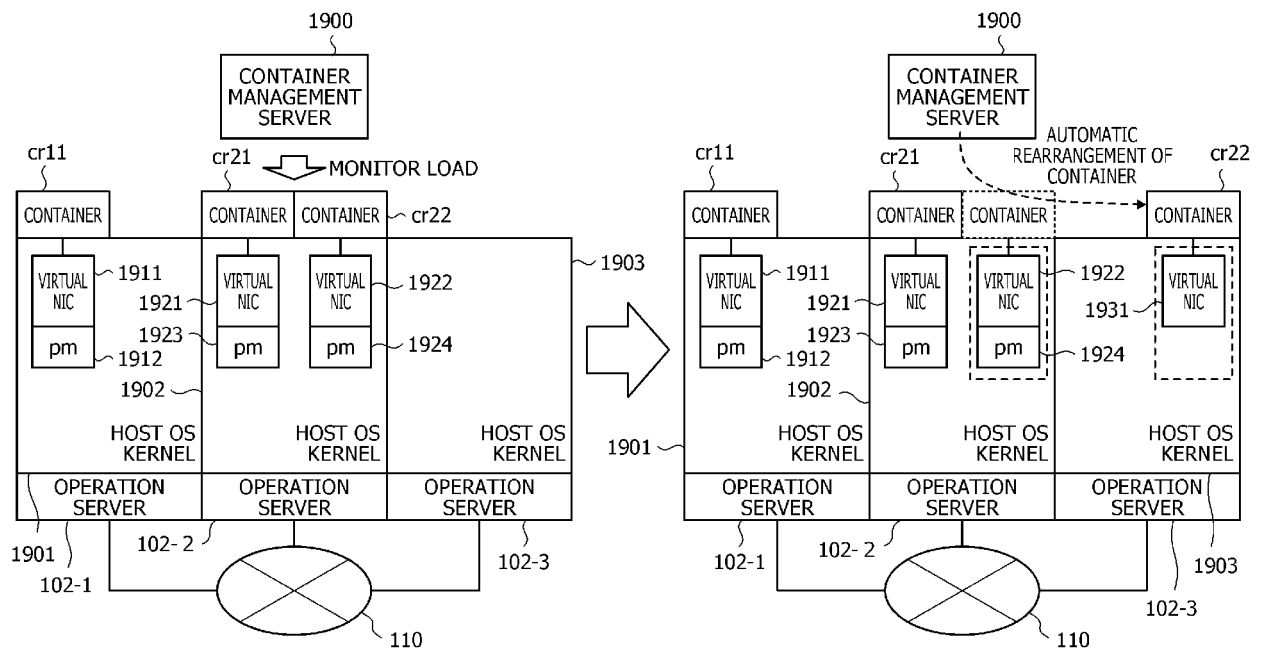 1900
CONTAINER
MANAGEMENT
SERVER
cr11
cr21
MONITOR LOAD
CONTAINER
CONTAINER
CONTAINER
cr22
VIRTUAL
NIC
1911
pm
1912
VIRTUAL
NIC
1921
1923
pm
VIRTUAL
NIC
1922
pm
1924
1903
1902
HOST OS
KERNEL
HOST OS
KERNEL
HOST OS
KERNEL
OPERATION
SERVER
OPERATION
SERVER
OPERATION
SERVER
1901
102-1
102-2
102-3
110
1900
CONTAINER
MANAGEMENT
SERVER
AUTOMATIC
REARRANGEMENT OF
CONTAINER
cr11
cr21
cr22
CONTAINER
CONTAINER
CONTAINER
CONTAINER
VIRTUAL
NIC
1911
pm
1912
VIRTUAL
NIC
1921
1923
pm
VIRTUAL
NIC
1922
pm
1924
VIRTUAL
NIC
1931
1902
1901
HOST OS
KERNEL
HOST OS
KERNEL
HOST OS
KERNEL
OPERATION
SERVER
OPERATION
SERVER
OPERATION
SERVER
102-1
102-2
1903
102-3
110